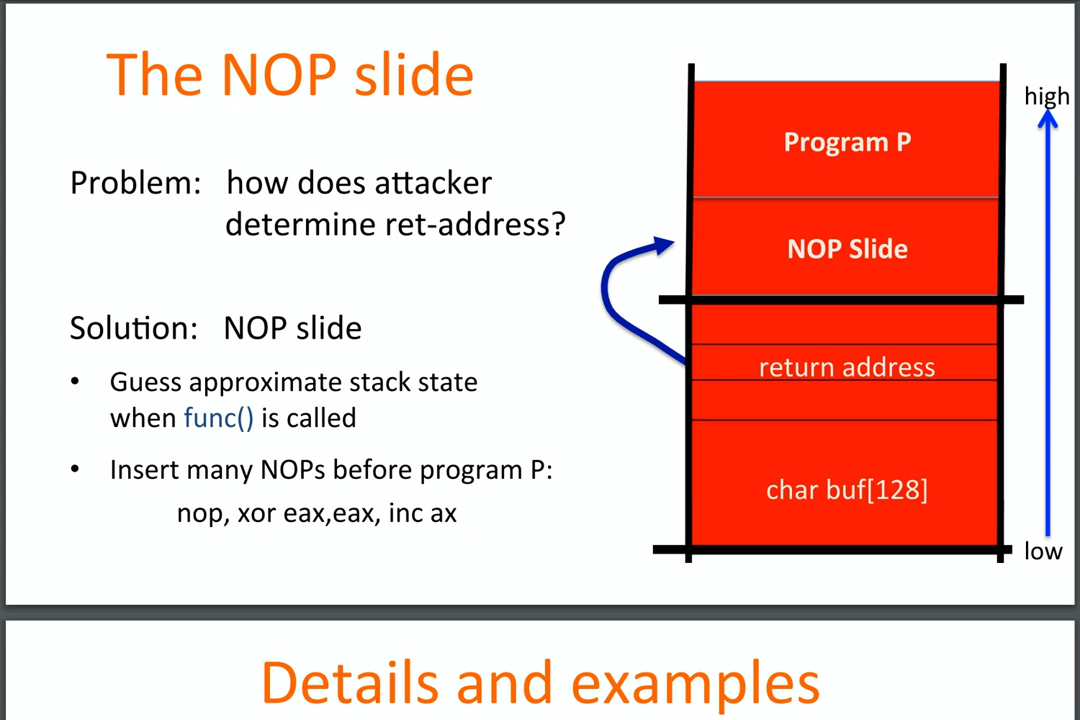 The NOP slide
Problem: how does attacker
determine ret-address?
Solution: NOP slide
• Guess approximate stack state
when func() is called
• Insert many NOPs before program P:
nop, xor eax,eax, inc ax
high
Program P
NOP Slide
return address
char buf[128]
low
Details and examples